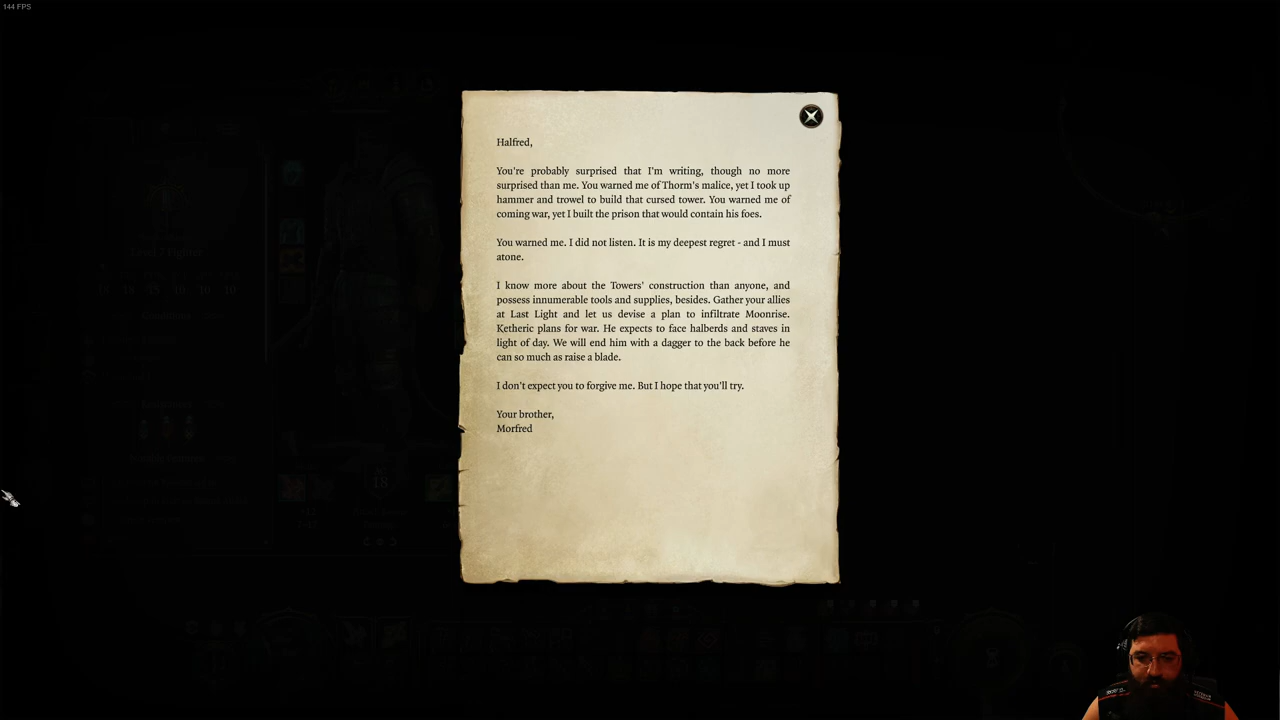 144 FPS
Halfred,
You're probably surprised that I'm writing, though no more
surprised than me. You warned me of Thorm's malice, yet I took up
hammer and trowel to build that cursed tower. You warned me of
coming war, yet I built the prison that would contain his foes.
You warned me. I did not listen. It is my deepest regret - and I must
atone.
I know more about the Towers' construction than anyone, and
possess innumerable tools and supplies, besides. Gather your allies
at Last Light and let us devise a plan to infiltrate Moonrise.
Ketheric plans for war. He expects to face halberds and staves in
light of day. We will end him with a dagger to the back before he
can so much as raise a blade.
I don't expect you to forgive me. But I hope that you'll try.
Your brother,
Morfred
Level 7 Fighter
18